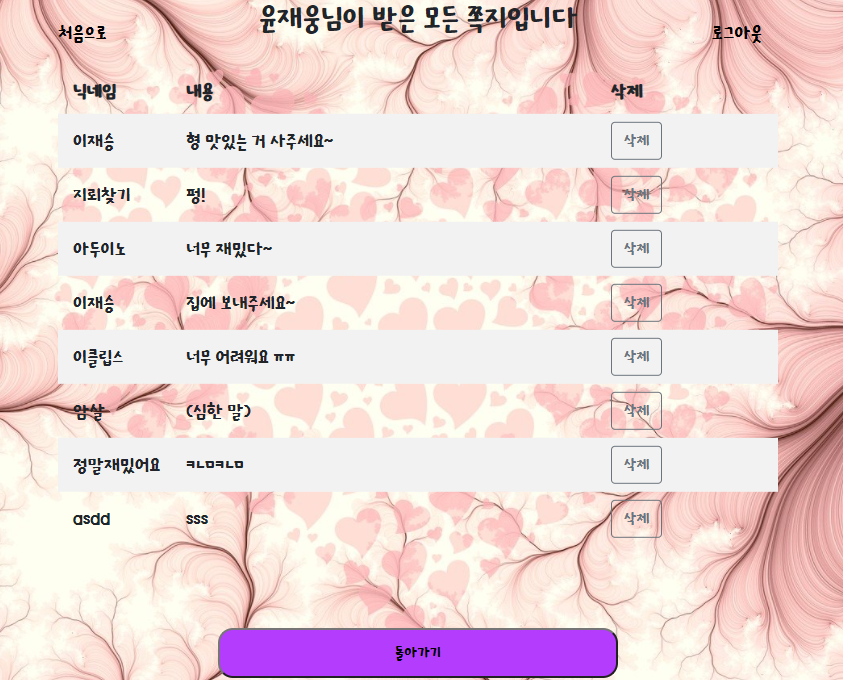 윤재웅님이 받은 모든 쪽지입니다
처음으로 로그아웃
닉네임 내용 삭제
이재승 형 맛있는 거 사주세요~ 삭제
지뢰찾기 펑! 삭제
아두이노 너무 재밌다~ 삭제
이재승 집에 보내주세요~ 삭제
이클립스 너무 어려워요 ㅠㅠ 삭제
암살 (심한 말) 삭제
정말재밌어요 ㅋㄴㅁㅋㄴㅁ 삭제
asdd sss 삭제
돌아가기